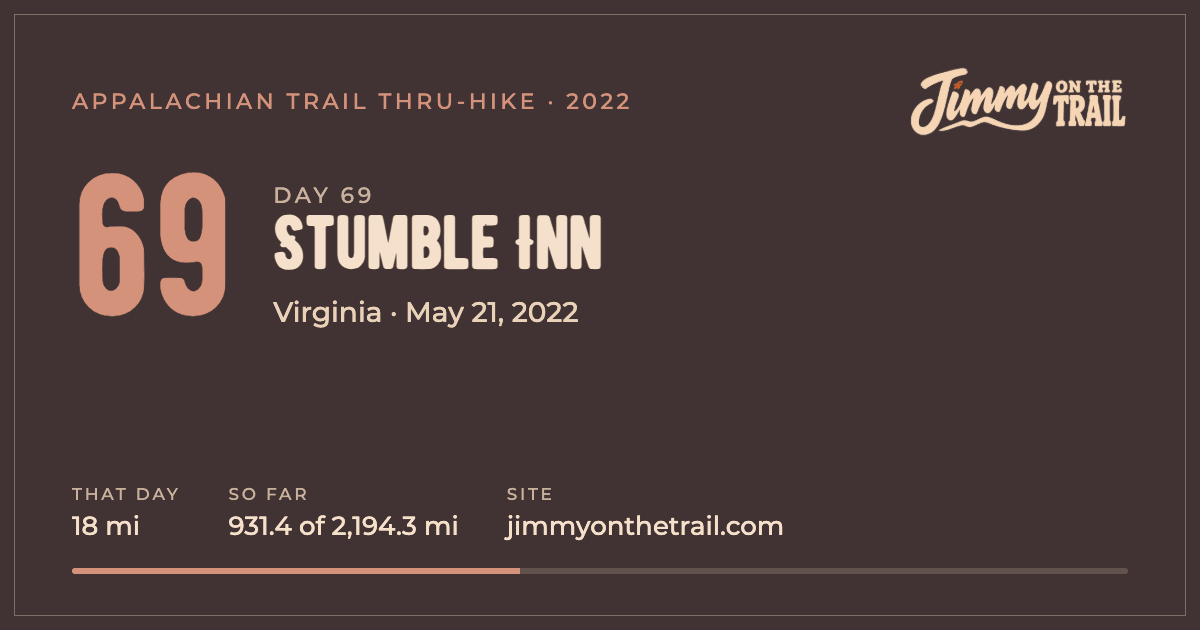 APPALACHIAN TRAIL THRU-HIKE · 2022
Jimmy ON THE TRAIL
69
DAY 69
STUMBLE INN
Virginia · May 21, 2022
THAT DAY
18 mi
SO FAR
931.4 of 2,194.3 mi
SITE
jimmyonthetrail.com